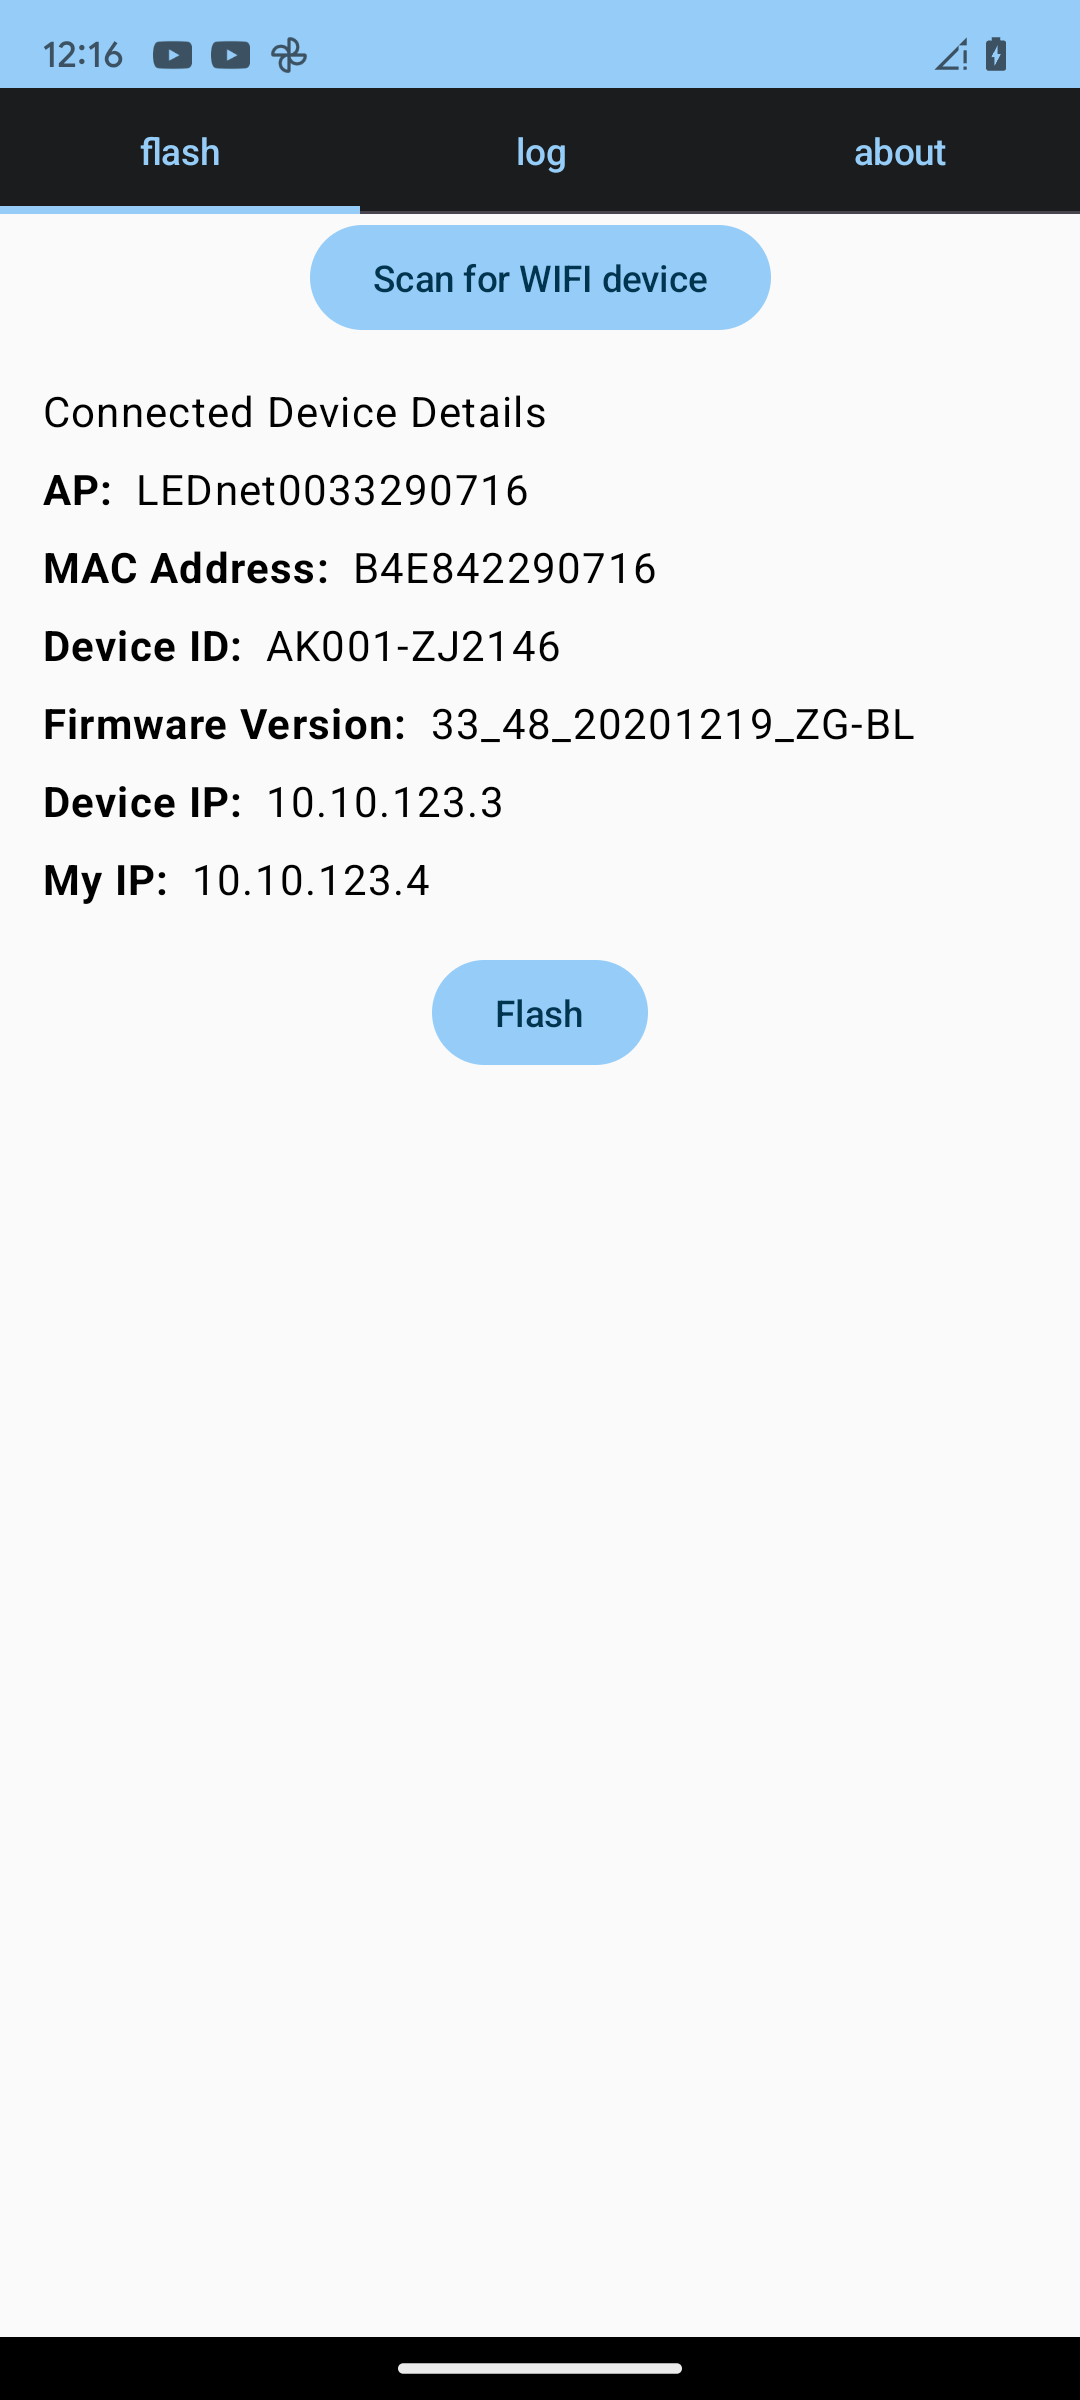 12:16
flash log about
Scan for WIFI device
Connected Device Details
AP: LEDnet0033290716
MAC Address: B4E842290716
Device ID: AK001-ZJ2146
Firmware Version: 33_48_20201219_ZG-BL
Device IP: 10.10.123.3
My IP: 10.10.123.4
Flash